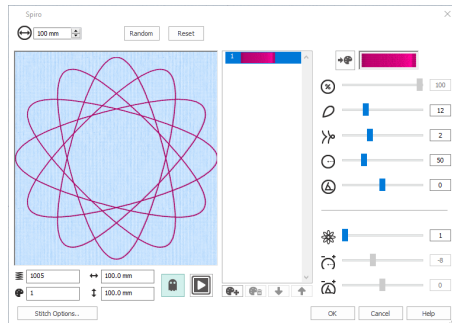 Spiro
100 mm
Random
Reset
1
100
12
2
50
0
1
-8
0
1005
100.0 mm
1
100.0 mm
Stitch Options...
OK
Cancel
Help